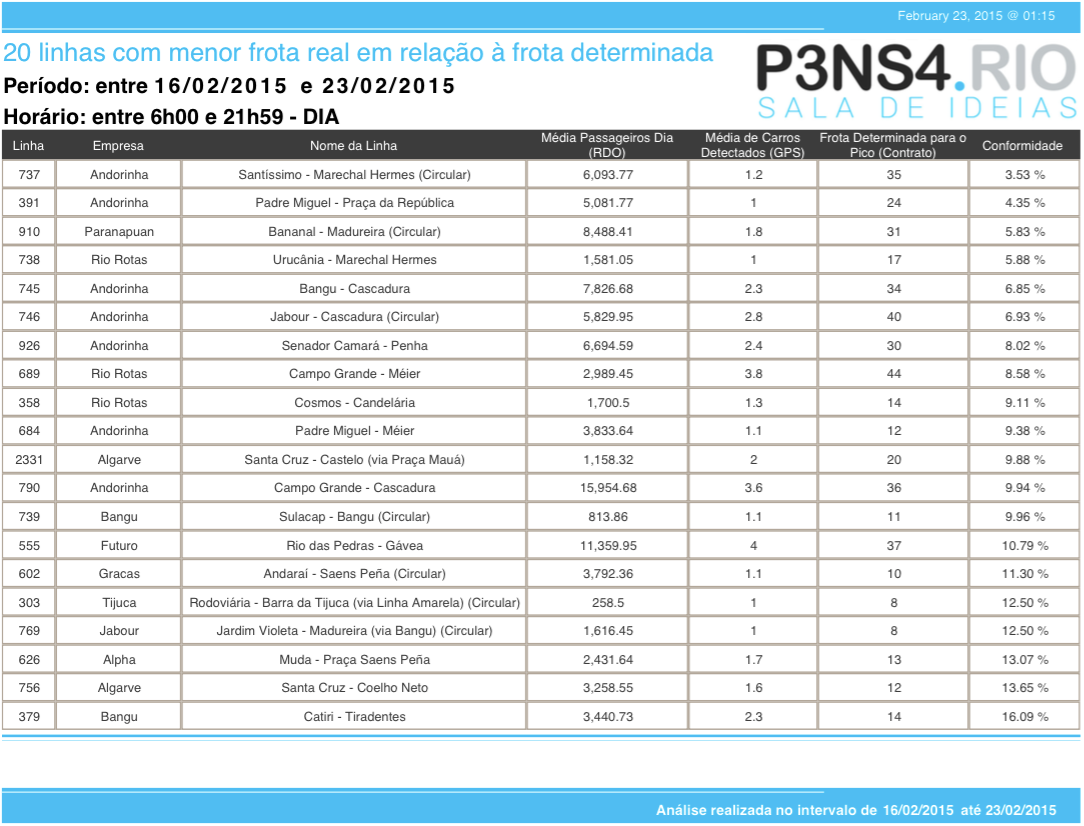 February 23, 2015 @ 01:15
20 linhas com menor frota real em relação à frota determinada
P3NS4.RIO
SALA DE IDEIAS
Período: entre 16/02/2015 e 23/02/2015
Horário: entre 6h00 e 21h59 - DIA
Linha Empresa Nome da Linha Média Passageiros Dia (RDO) Média de Carros Detectados (GPS) Frota Determinada para o Pico (Contrato) Conformidade
737 Andorinha Santíssimo - Marechal Hermes (Circular) 6,093.77 1.2 35 3.53 %
391 Andorinha Padre Miguel - Praça da República 5,081.77 1 24 4.35 %
910 Paranapuan Bananal - Madureira (Circular) 8,488.41 1.8 31 5.83 %
738 Rio Rotas Urucânia - Marechal Hermes 1,581.05 1 17 5.88 %
745 Andorinha Bangu - Cascadura 7,826.68 2.3 34 6.85 %
746 Andorinha Jabour - Cascadura (Circular) 5,829.95 2.8 40 6.93 %
926 Andorinha Senador Camará - Penha 6,694.59 2.4 30 8.02 %
689 Rio Rotas Campo Grande - Méier 2,989.45 3.8 44 8.58 %
358 Rio Rotas Cosmos - Candelária 1,700.5 1.3 14 9.11 %
684 Andorinha Padre Miguel - Méier 3,833.64 1.1 12 9.38 %
2331 Algarve Santa Cruz - Castelo (via Praça Mauá) 1,158.32 2 20 9.88 %
790 Andorinha Campo Grande - Cascadura 15,954.68 3.6 36 9.94 %
739 Bangu Sulacap - Bangu (Circular) 813.86 1.1 11 9.96 %
555 Futuro Rio das Pedras - Gávea 11,359.95 4 37 10.79 %
602 Gracas Andaraí - Saens Peña (Circular) 3,792.36 1.1 10 11.30 %
303 Tijuca Rodoviária - Barra da Tijuca (via Linha Amarela) (Circular) 258.5 1 8 12.50 %
769 Jabour Jardim Violeta - Madureira (via Bangu) (Circular) 1,616.45 1 8 12.50 %
626 Alpha Muda - Praça Saens Peña 2,431.64 1.7 13 13.07 %
756 Algarve Santa Cruz - Coelho Neto 3,258.55 1.6 12 13.65 %
379 Bangu Catiri - Tiradentes 3,440.73 2.3 14 16.09 %
Análise realizada no intervalo de 16/02/2015 até 23/02/2015